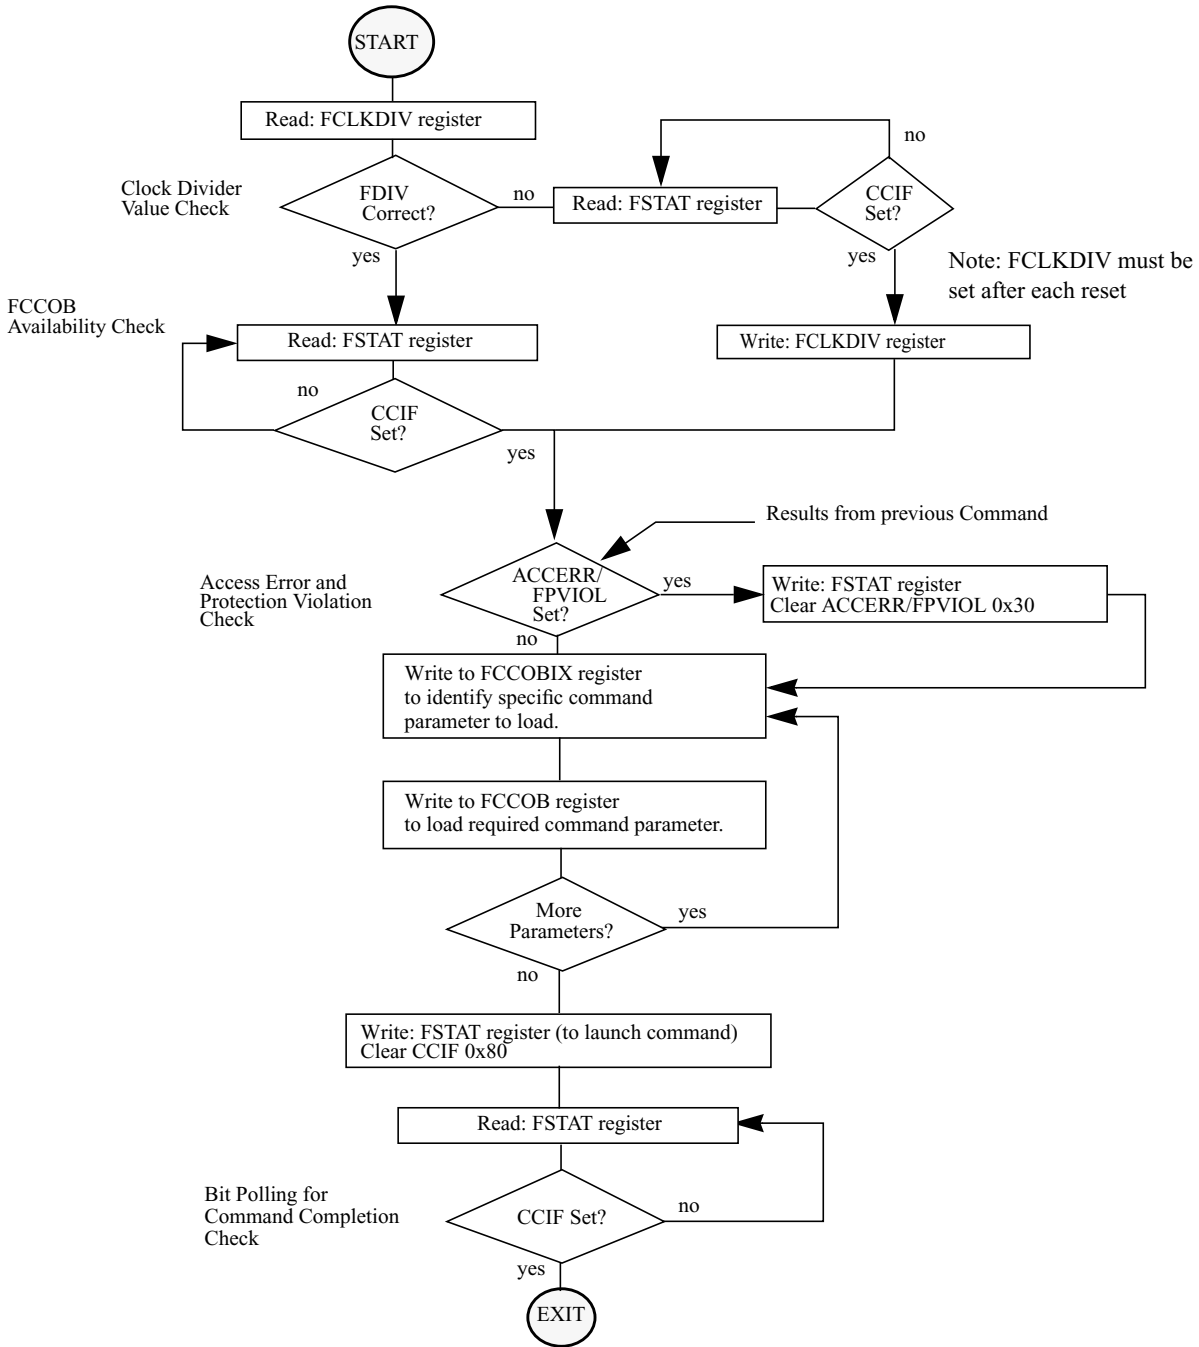 START
Read: FCLKDIV register
Clock Divider
Value Check
FDIV
Correct?
no
Read: FSTAT register
CCIF
Set?
no
yes
yes
Note: FCLKDIV must be
set after each reset
FCCOB
Availability Check
Read: FSTAT register
Write: FCLKDIV register
no
CCIF
Set?
yes
Results from previous Command
Access Error and
Protection Violation
Check
ACCERR/
FPVIOL
Set?
yes
Write: FSTAT register
Clear ACCERR/FPVIOL 0x30
no
Write to FCCOBIX register
to identify specific command
parameter to load.
Write to FCCOB register
to load required command parameter.
More
Parameters?
yes
no
Write: FSTAT register (to launch command)
Clear CCIF 0x80
Read: FSTAT register
Bit Polling for
Command Completion
Check
CCIF Set?
no
yes
EXIT